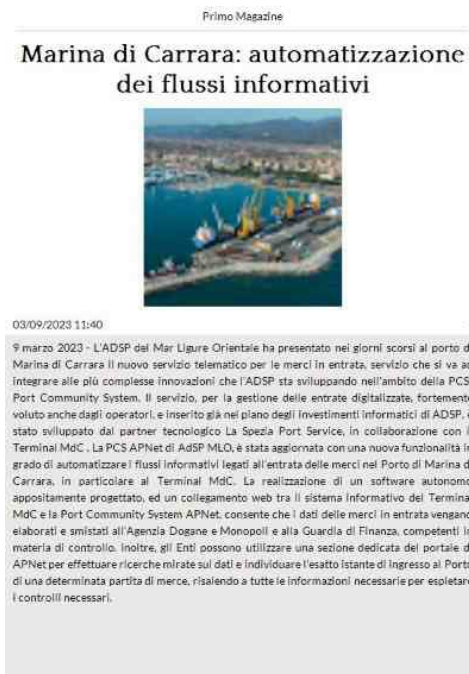 Primo Magazine
Marina di Carrara: automatizzazione
dei flussi informativi
03/09/2023 11:40
9 marzo 2023 - L'ADSP del Mar Ligure Orientale ha presentato nei giorni scorsi al porto d
Marina di Carrara il nuovo servizio telematico per le merci in entrata, servizio che si va ad
integrare alle più complesse innovazioni che l'ADSP sta sviluppando nell'ambito della PCS,
Port Community System. Il servizio, per la gestione delle entrate digitalizzate, fortemente
voluto anche dagli operatori, e inserito già nel piano degli investimenti informatici di ADSP, è
stato sviluppato dal partner tecnologico La Spezia Port Service, in collaborazione con i
Terminal MdC . La PCS APNet di AdSP MLO, è stata aggiornata con una nuova funzionalità in
grado di automatizzare i flussi informativi legati all'entrata delle merci nel Porto di Marina d
Carrara, in particolare al Terminal MdC. La realizzazione di un software autonomo
appositamente progettato, ed un collegamento web tra il sistema informativo del Termina
MdC e la Port Community System APNet, consente che i dati delle merci in entrata vengano
elaborati e smistati all'Agenzia Dogane e Monopoli e alla Guardia di Finanza, competenti in
materia di controllo. Inoltre, gli Enti possono utilizzare una sezione dedicata del portale d
APNet per effettuare ricerche mirate sui dati e individuare l'esatto istante di ingresso al Porto
di una determinata partita di merce, risalendo a tutte le informazioni necessarie per espletare
i controlli necessari.